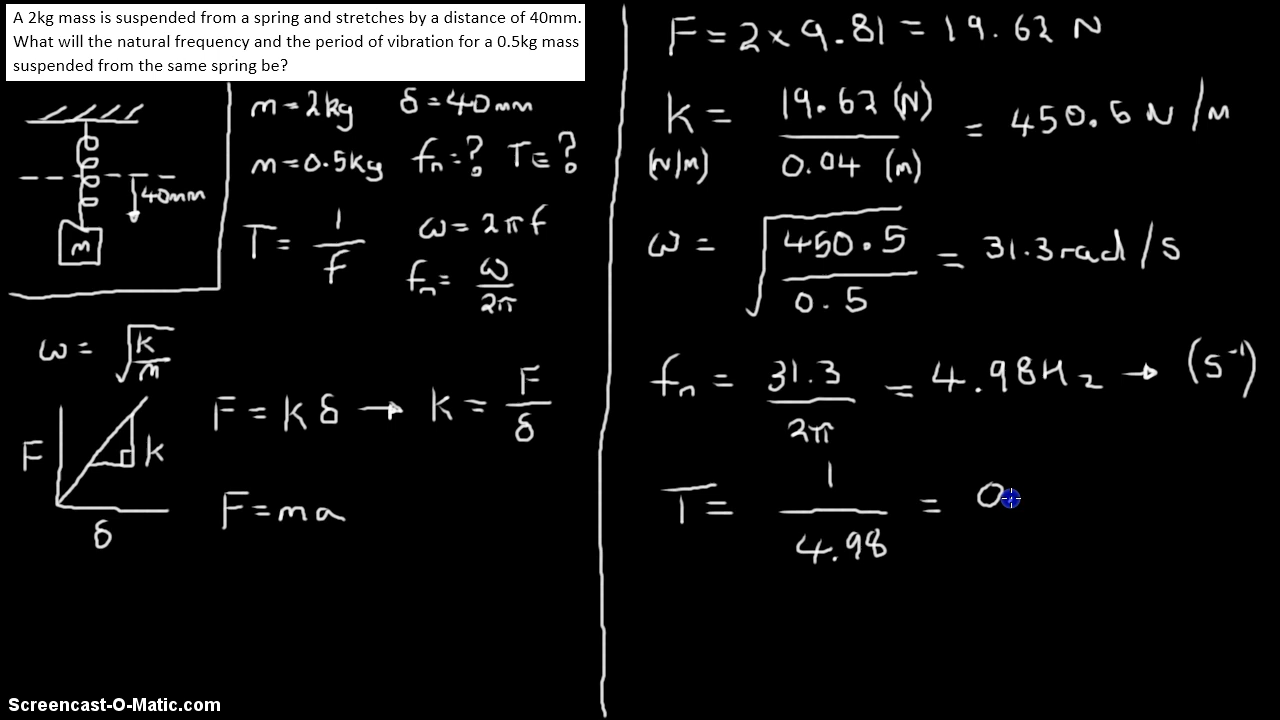 A 2kg mass is suspended from a spring and stretches by a distance of 40mm.
What will the natural frequency and the period of vibration for a 0.5kg mass
suspended from the same spring be?
m = 2kg δ = 40mm
m = 0.5kg fn = ? T = ?
40mm
m
T = 1/f ω = 2πf
fn = ω/2π
ω = √(k/m)
F k δ
F = kδ → k = F/δ
F = ma
F = 2 × 9.81 = 19.62 N
k = 19.62 (N) / 0.04 (m) = 450.5 N/m
(N/m)
ω = √(450.5/0.5) = 31.3 rad/s
fn = 31.3/2π = 4.98Hz → (s⁻¹)
T = 1/4.98 = 0
Screencast-O-Matic.com